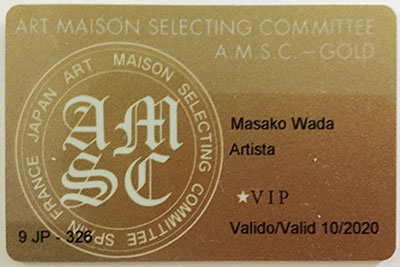 ART MAISON SELECTING COMMITTEE
A.M.S.C.—GOLD
SPAIN FRANCE JAPAN ART MAISON SELECTING COMMITTEE
AM
SC
Masako Wada
Artista
★VIP
9 JP - 326
Valido/Valid 10/2020